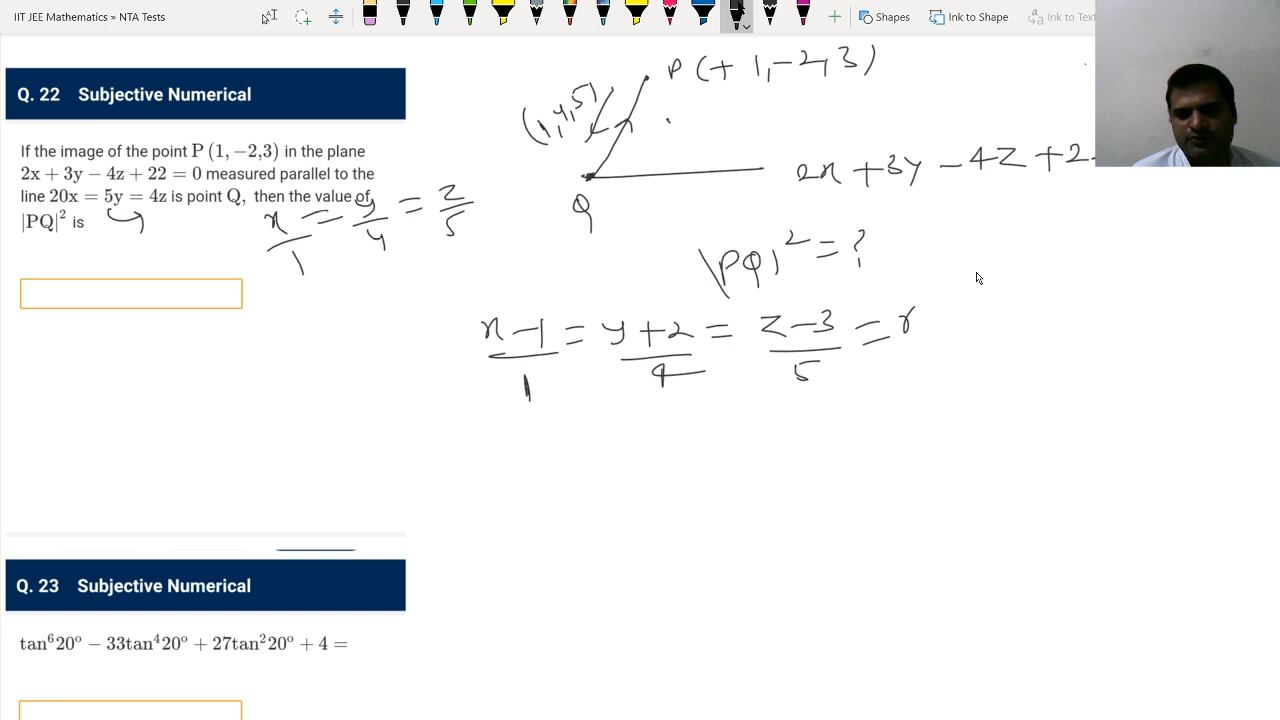 IIT JEE Mathematics » NTA Tests
Shapes
Ink to Shape
Ink to Text
Q. 22 Subjective Numerical
If the image of the point P (1, −2,3) in the plane
2x + 3y − 4z + 22 = 0 measured parallel to the
line 20x = 5y = 4z is point Q, then the value of
|PQ|² is
x/1 = y/4 = z/5
P (+ 1, −2, 3)
(1, 4, 5)
2x + 3y − 4z + 2
Q
|PQ|² = ?
x−1/1 = y+2/4 = z−3/5 = r
Q. 23 Subjective Numerical
tan⁶20° − 33tan⁴20° + 27tan²20° + 4 =